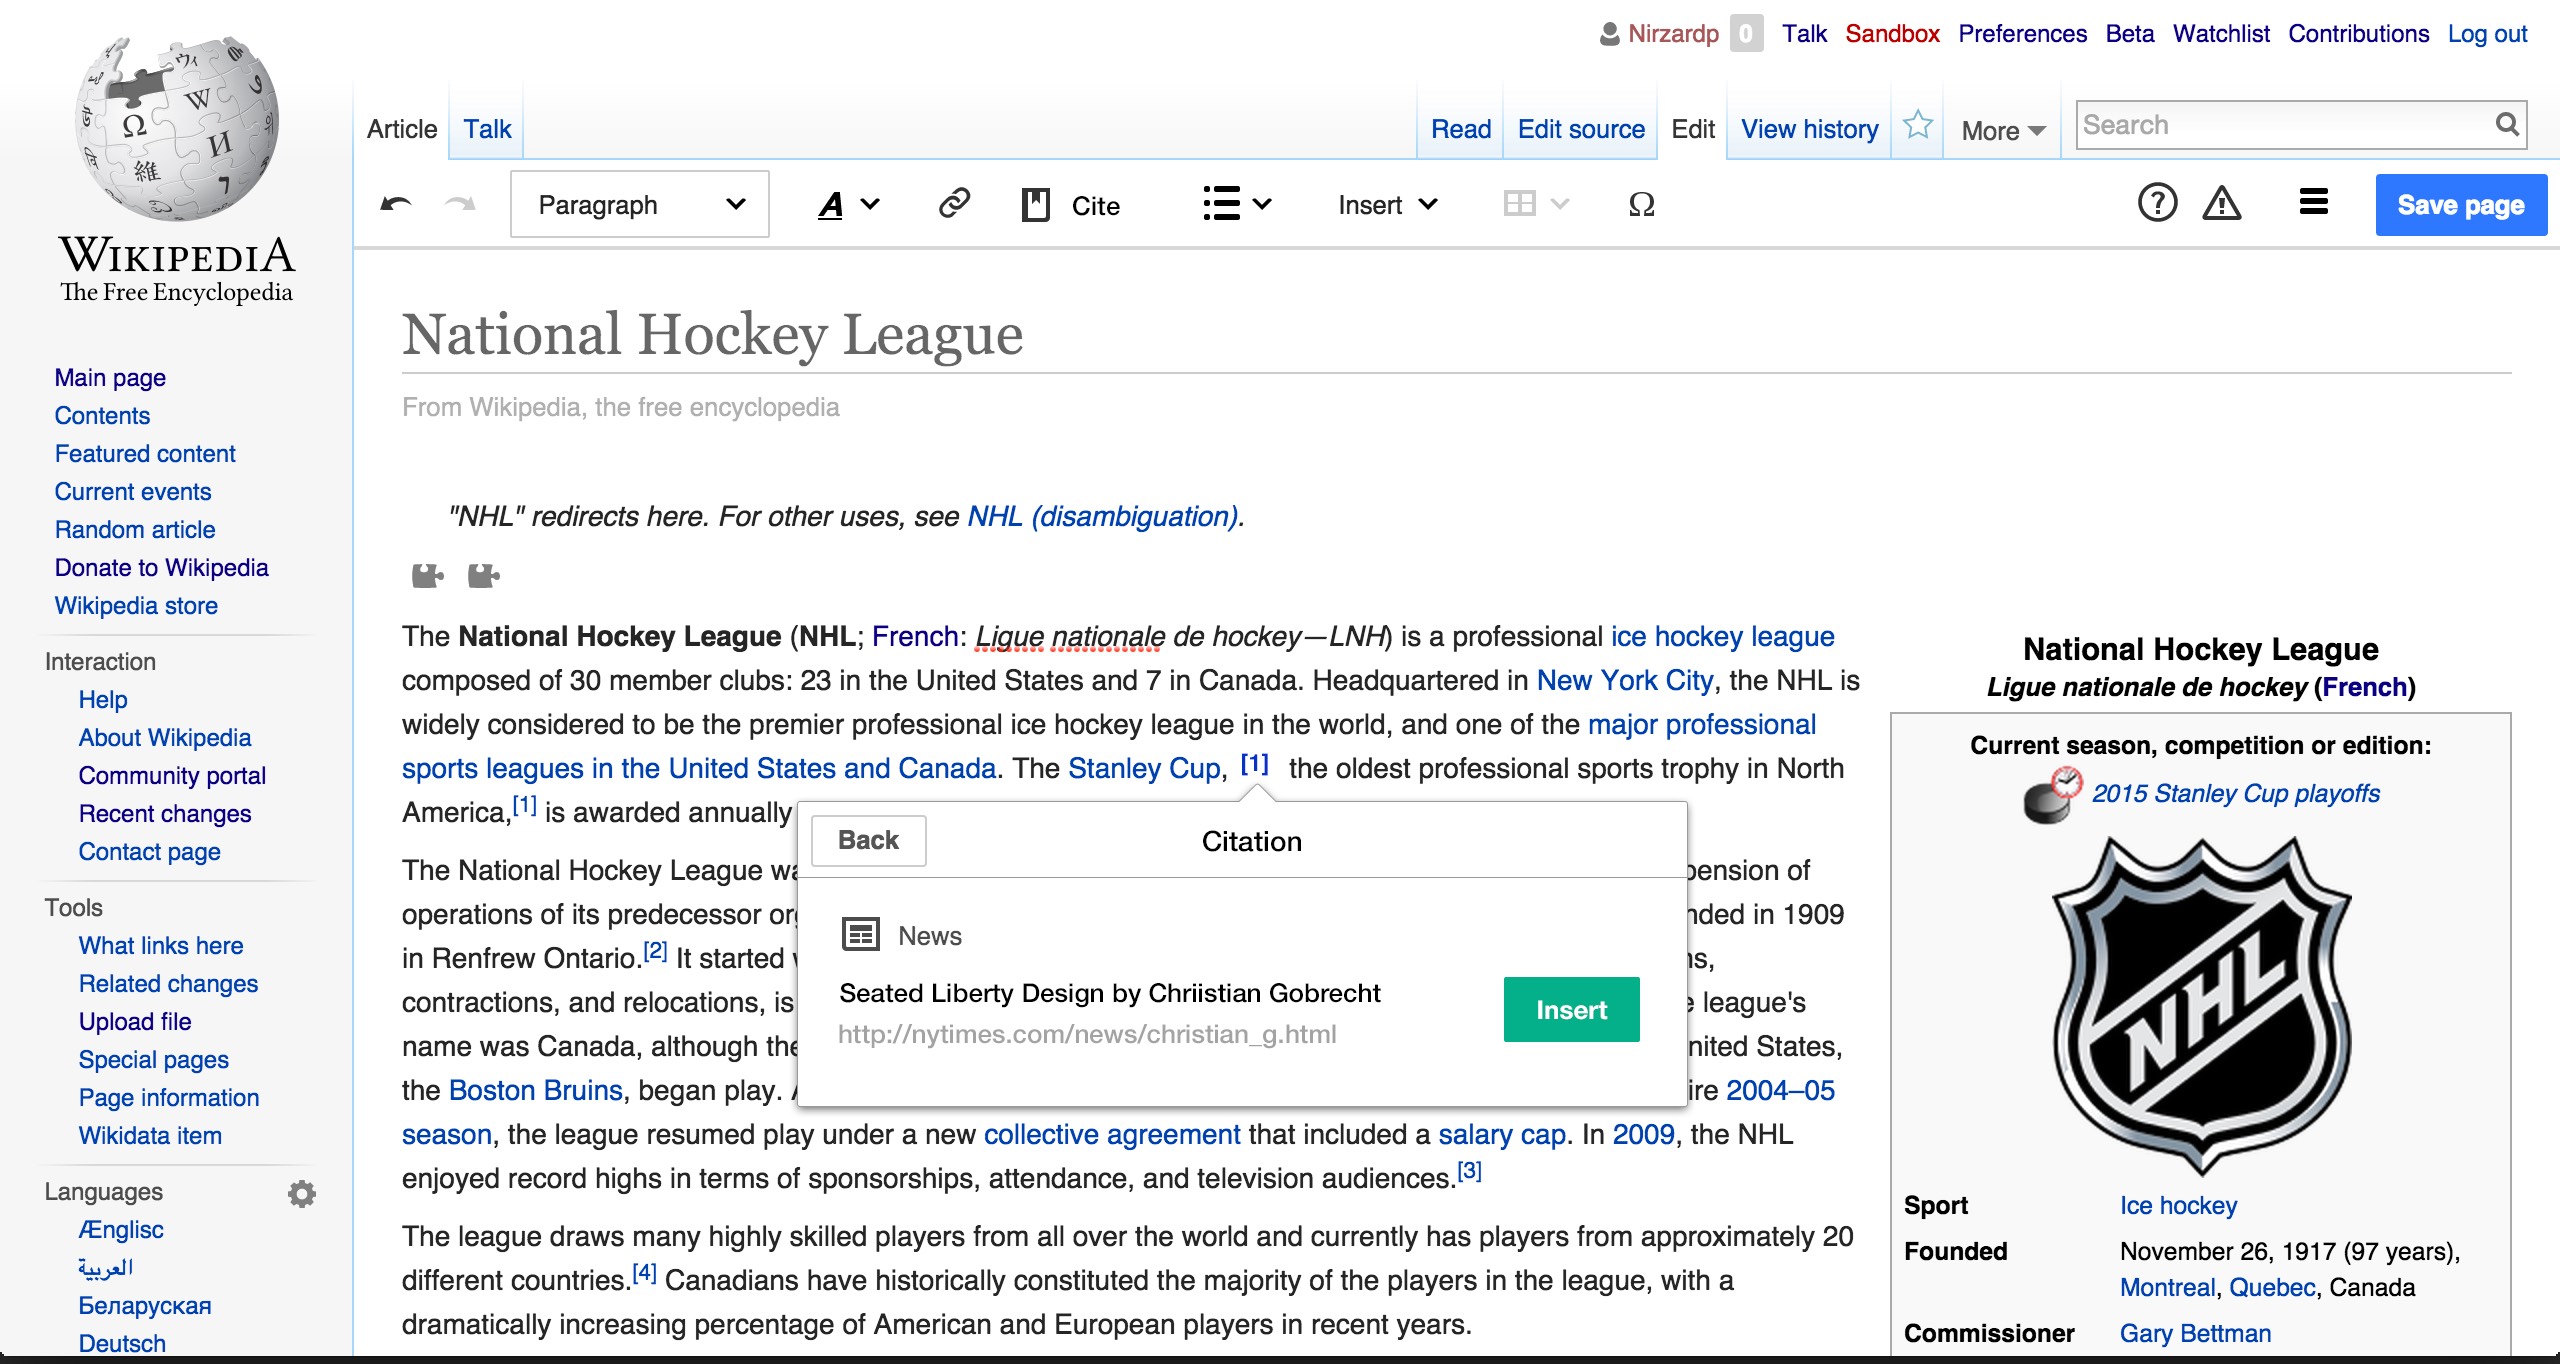 Nirzardp 0 Talk Sandbox Preferences Beta Watchlist Contributions Log out
WIKIPEDIA
The Free Encyclopedia
Article Talk Read Edit source Edit View history More Search
Paragraph A Cite Insert Ω Save page
Main page
Contents
Featured content
Current events
Random article
Donate to Wikipedia
Wikipedia store
Interaction
Help
About Wikipedia
Community portal
Recent changes
Contact page
Tools
What links here
Related changes
Upload file
Special pages
Page information
Wikidata item
Languages
Ænglisc
العربية
Беларуская
Deutsch
National Hockey League
From Wikipedia, the free encyclopedia
"NHL" redirects here. For other uses, see NHL (disambiguation).
The National Hockey League (NHL; French: Ligue nationale de hockey—LNH) is a professional ice hockey league
composed of 30 member clubs: 23 in the United States and 7 in Canada. Headquartered in New York City, the NHL is
widely considered to be the premier professional ice hockey league in the world, and one of the major professional
sports leagues in the United States and Canada. The Stanley Cup, [1] the oldest professional sports trophy in North
America,[1] is awarded annually
The National Hockey League
operations of its predecessor
in Renfrew Ontario.[2] It started
contractions, and relocations, is
name was Canada, although
the Boston Bruins, began play.
of
in 1909
league's
States,
2004–05
season, the league resumed play under a new collective agreement that included a salary cap. In 2009, the NHL
enjoyed record highs in terms of sponsorships, attendance, and television audiences.[3]
The league draws many highly skilled players from all over the world and currently has players from approximately 20
different countries.[4] Canadians have historically constituted the majority of the players in the league, with a
dramatically increasing percentage of American and European players in recent years.
Back Citation
News
Seated Liberty Design by Chriistian Gobrecht
http://nytimes.com/news/christian_g.html
Insert
National Hockey League
Ligue nationale de hockey (French)
Current season, competition or edition:
2015 Stanley Cup playoffs
NHL
Sport Ice hockey
Founded November 26, 1917 (97 years),
Montreal, Quebec, Canada
Commissioner Gary Bettman